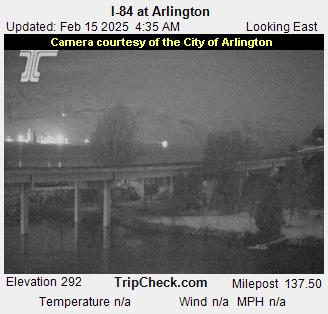 I-84 at Arlington
Updated: Feb 15 2025 4:35 AM Looking East
Camera courtesy of the City of Arlington
Elevation 292 TripCheck.com Milepost 137.50
Temperature n/a Wind n/a MPH n/a